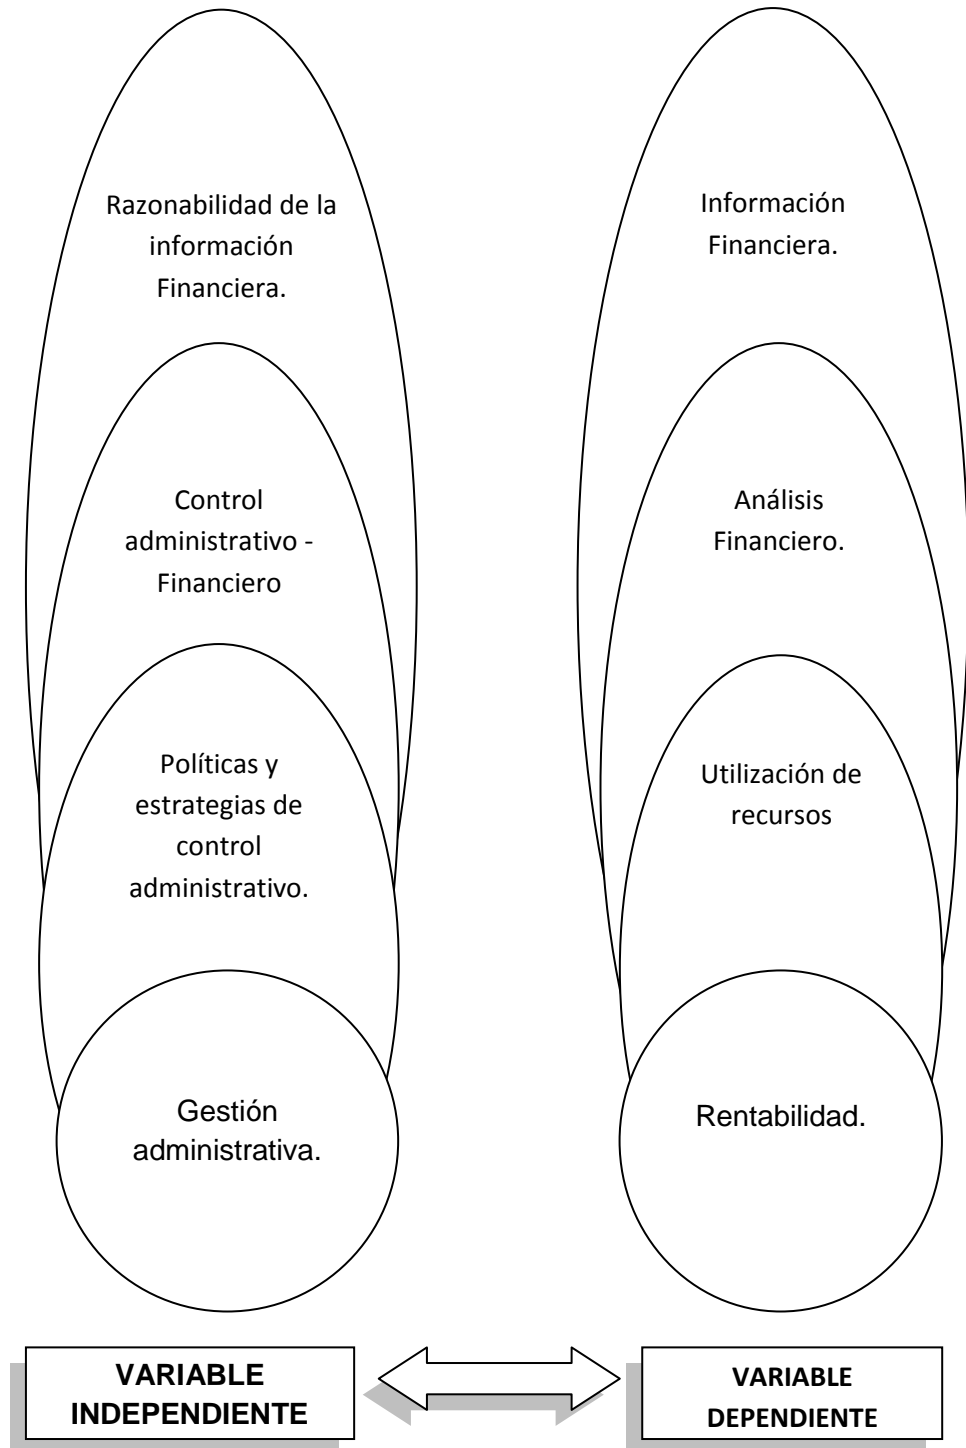 Razonabilidad de la
información
Financiera.
Control
administrativo -
Financiero
Políticas y
estrategias de
control
administrativo.
Gestión
administrativa.
VARIABLE
INDEPENDIENTE
Información
Financiera.
Análisis
Financiero.
Utilización de
recursos
Rentabilidad.
VARIABLE
DEPENDIENTE